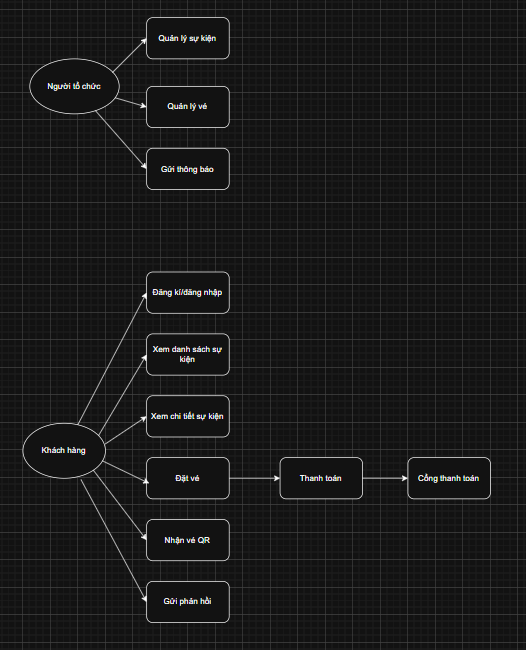 Quản lý sự kiện
Người tổ chức
Quản lý vé
Gửi thông báo
Đăng kí/đăng nhập
Xem danh sách sự
kiện
Xem chi tiết sự kiện
Khách hàng
Đặt vé
Thanh toán
Cổng thanh toán
Nhận vé QR
Gửi phản hồi